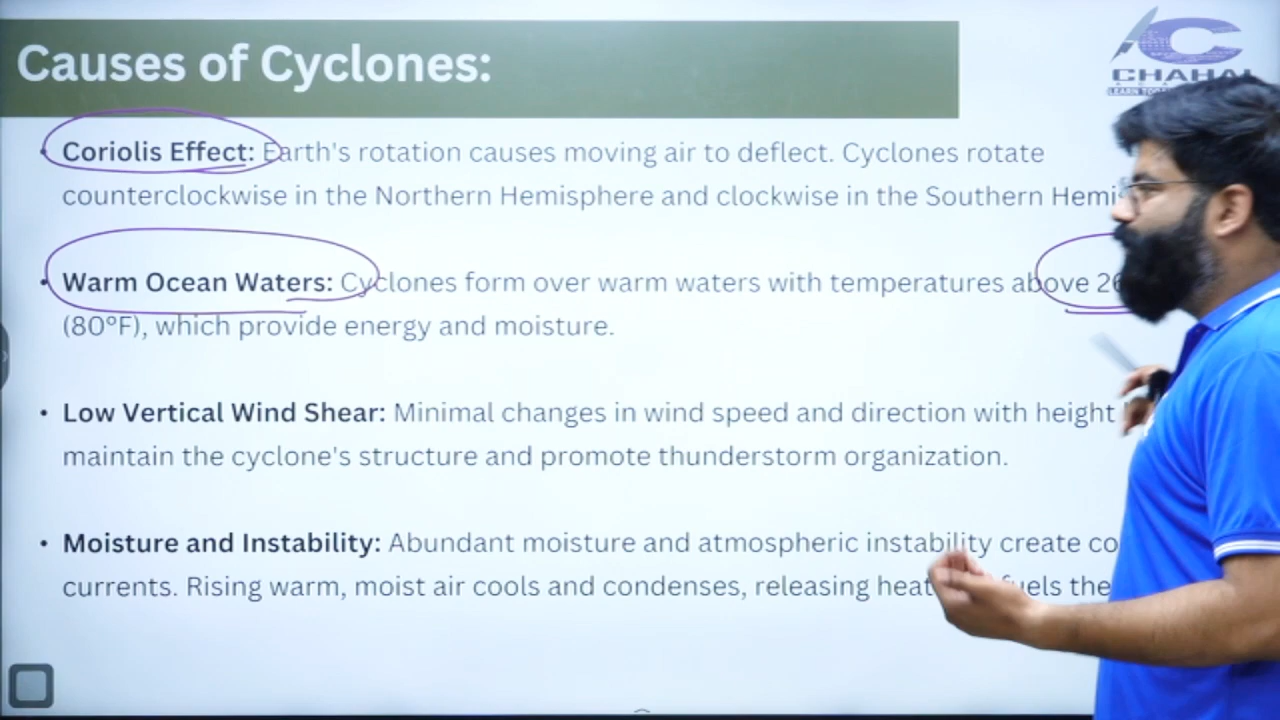 Causes of Cyclones:
CHAHAL
LEARN
• Coriolis Effect: Earth's rotation causes moving air to deflect. Cyclones rotate
counterclockwise in the Northern Hemisphere and clockwise in the Southern
• Warm Ocean Waters: Cyclones form over warm waters with temperatures above
(80°F), which provide energy and moisture.
• Low Vertical Wind Shear: Minimal changes in wind speed and direction with height
maintain the cyclone's structure and promote thunderstorm organization.
• Moisture and Instability: Abundant moisture and atmospheric instability create
currents. Rising warm, moist air cools and condenses, releasing heat the